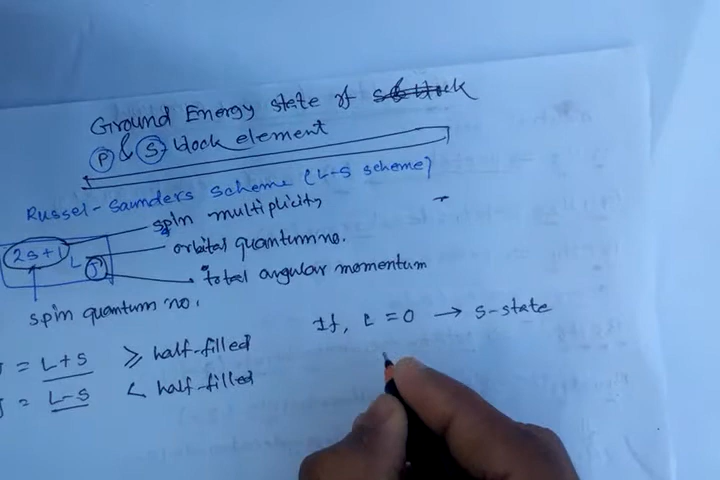 Ground Energy state of
P & S-block element
Russel-Saunders scheme (L-S scheme)
spin multiplicity
2S+1 L J
orbital quantum no.
total angular momentum
spin quantum no.
If, L = 0 → S-state
J = L+S ≥ half-filled
J = L-S < half-filled